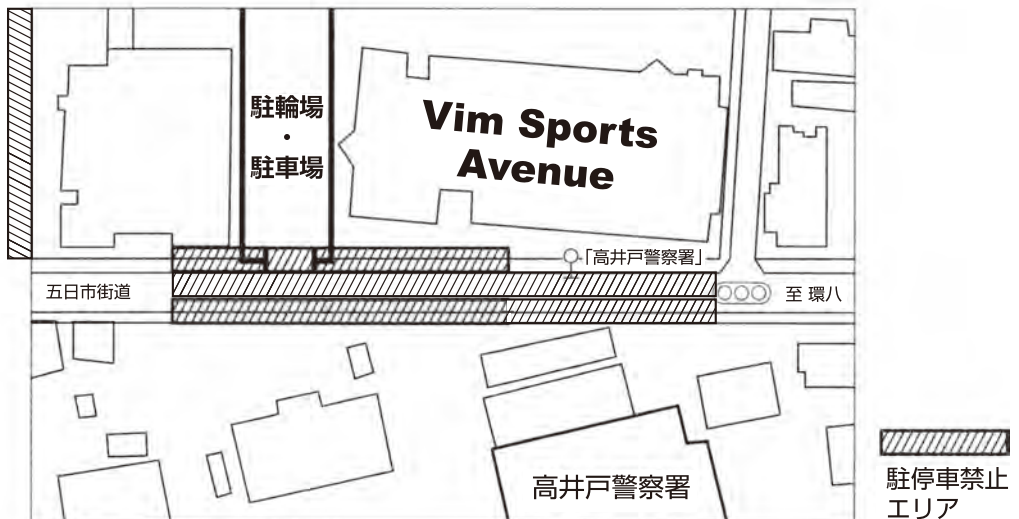 駐輪場
・
駐車場
Vim Sports
Avenue
「高井戸警察署」
五日市街道
至 環八
高井戸警察署
駐停車禁止
エリア